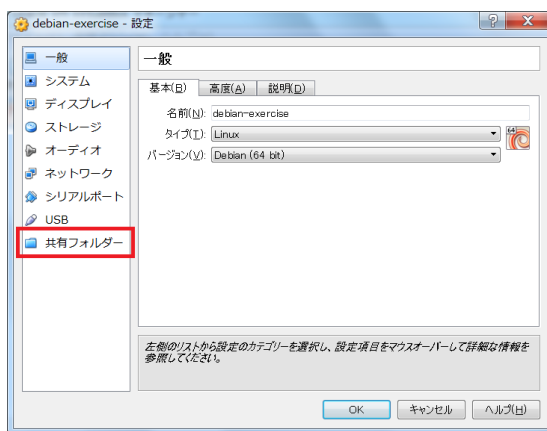 debian-exercise - 設定
一般
システム
ディスプレイ
ストレージ
オーディオ
ネットワーク
シリアルポート
USB
共有フォルダー
一般
基本(B) 高度(A) 説明(D)
名前(N): debian-exercise
タイプ(T): Linux
バージョン(V): Debian (64 bit)
64
左側のリストから設定のカテゴリーを選択し、設定項目をマウスオーバーして詳細な情報を
参照してください。
OK キャンセル ヘルプ(H)